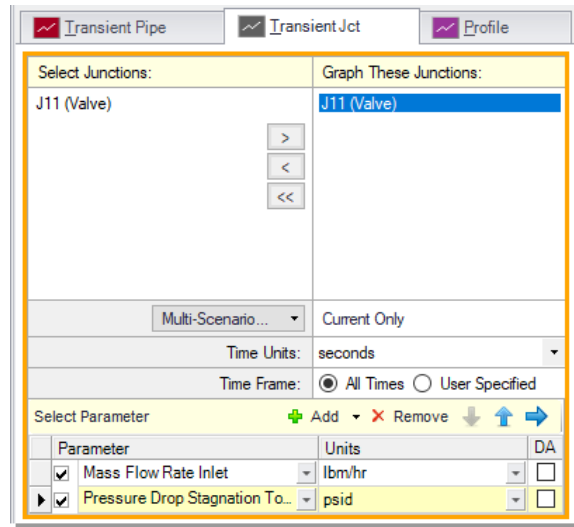 Transient Pipe Transient Jct Profile
Select Junctions: Graph These Junctions:
J11 (Valve) J11 (Valve)
>
<
<<
Multi-Scenario... Current Only
Time Units: seconds
Time Frame: All Times User Specified
Select Parameter Add Remove
Parameter Units DA
Mass Flow Rate Inlet lbm/hr
Pressure Drop Stagnation To... psid